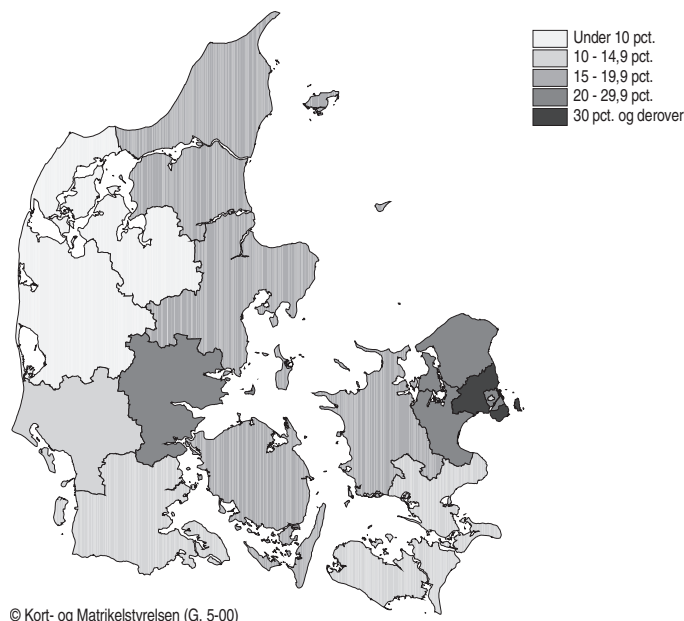 Under 10 pct.
10 - 14,9 pct.
15 - 19,9 pct.
20 - 29,9 pct.
30 pct. og derover
© Kort- og Matrikelstyrelsen (G. 5-00)